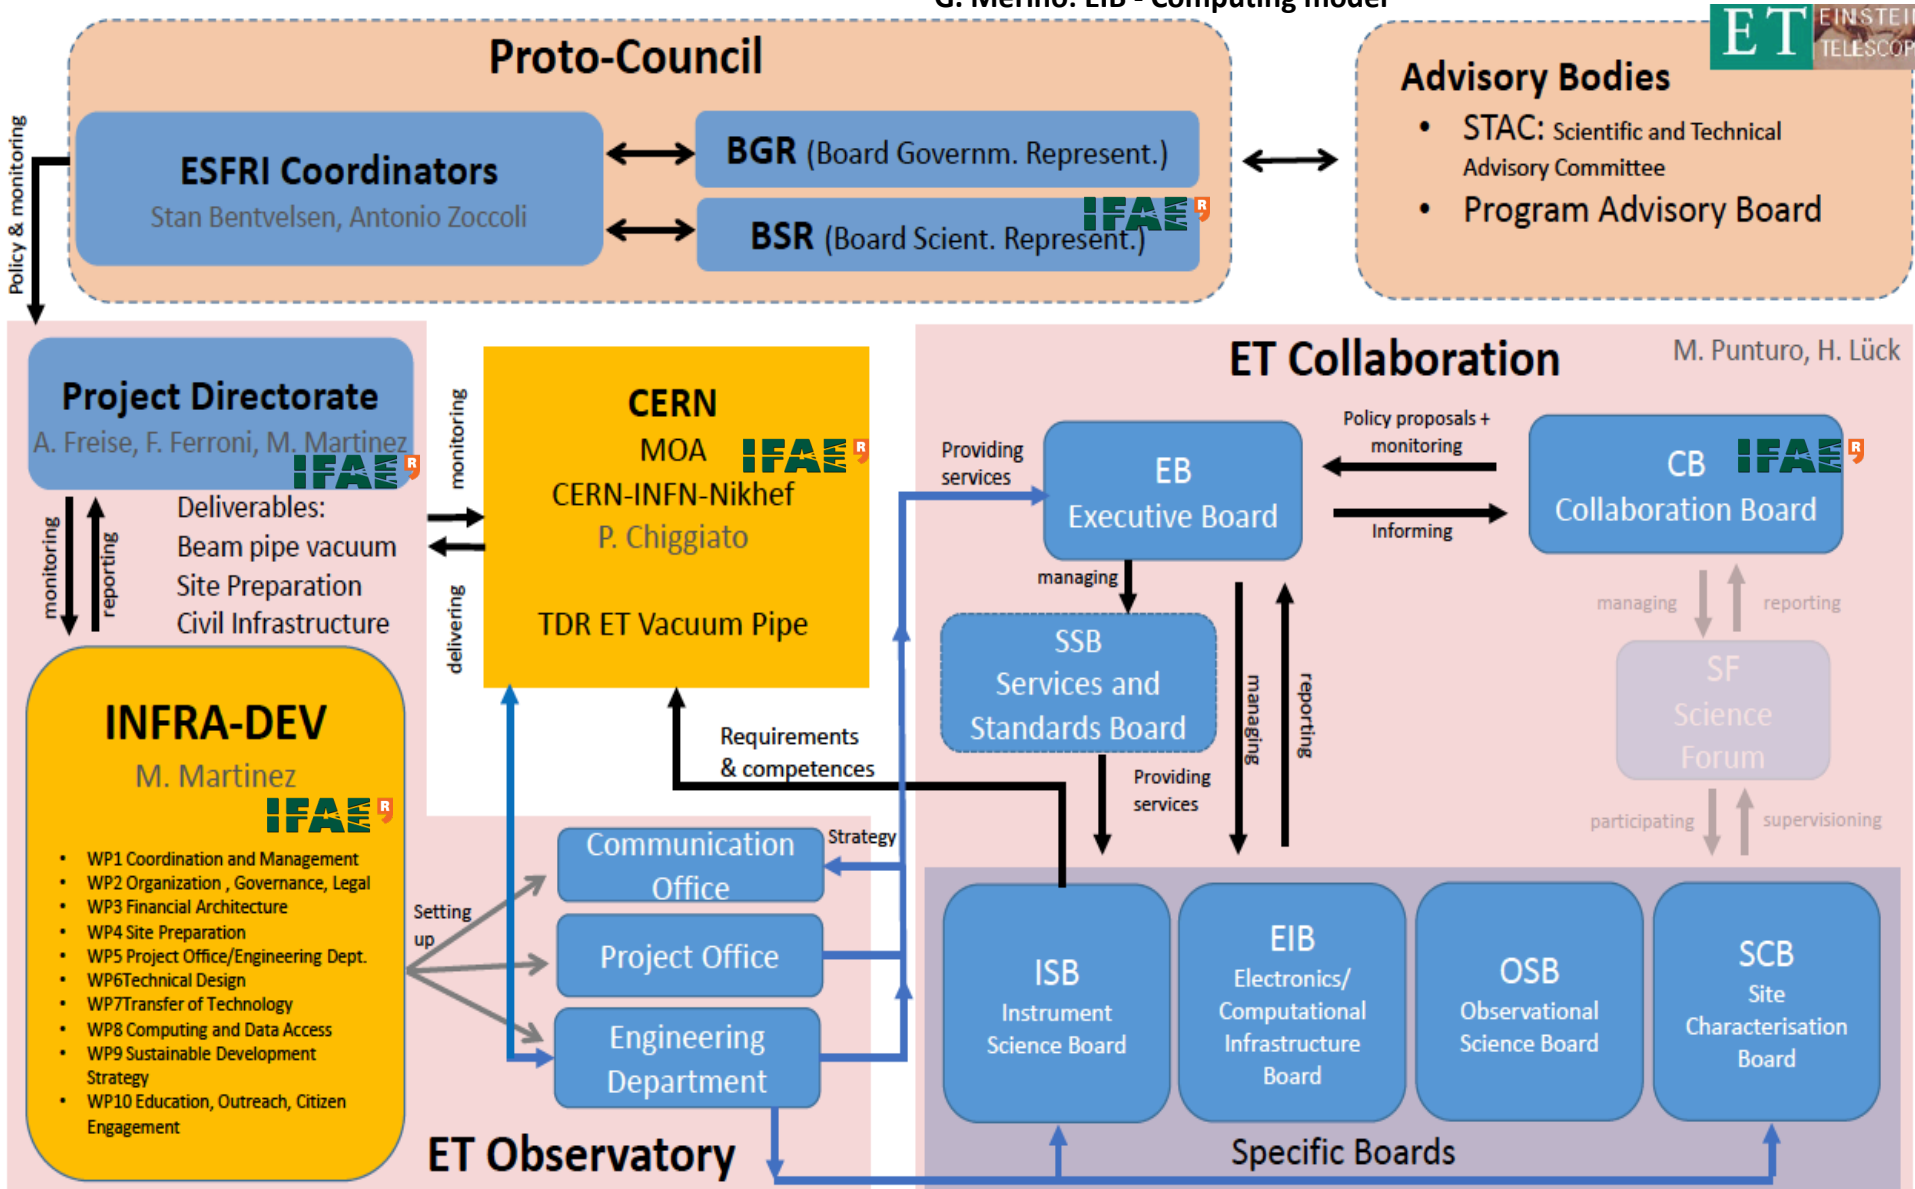 G. Merino: EIB - Computing model
ET EINSTEIN
TELESCOP
Proto-Council
ESFRI Coordinators
Stan Bentvelsen, Antonio Zoccoli
BGR (Board Governm. Represent.)
BSR (Board Scient. Represent.)
IFAE R
Advisory Bodies
• STAC: Scientific and Technical
Advisory Committee
• Program Advisory Board
Policy & monitoring
Project Directorate
A. Freise, F. Ferroni, M. Martinez
IFAE R
monitoring
reporting
Deliverables:
Beam pipe vacuum
Site Preparation
Civil Infrastructure
monitoring
delivering
CERN
MOA
IFAE R
CERN-INFN-Nikhef
P. Chiggiato
TDR ET Vacuum Pipe
INFRA-DEV
M. Martinez
IFAE R
• WP1 Coordination and Management
• WP2 Organization , Governance, Legal
• WP3 Financial Architecture
• WP4 Site Preparation
• WP5 Project Office/Engineering Dept.
• WP6Technical Design
• WP7Transfer of Technology
• WP8 Computing and Data Access
• WP9 Sustainable Development
Strategy
• WP10 Education, Outreach, Citizen
Engagement
Setting
up
Communication
Office
Strategy
Project Office
Engineering
Department
ET Observatory
Requirements
& competences
ET Collaboration
M. Punturo, H. Lück
Providing
services
EB
Executive Board
Policy proposals +
monitoring
Informing
CB
IFAE R
Collaboration Board
managing
SSB
Services and
Standards Board
managing
reporting
Providing
services
managing
reporting
SF
Science
Forum
participating
supervisioning
ISB
Instrument
Science Board
EIB
Electronics/
Computational
Infrastructure
Board
OSB
Observational
Science Board
SCB
Site
Characterisation
Board
Specific Boards